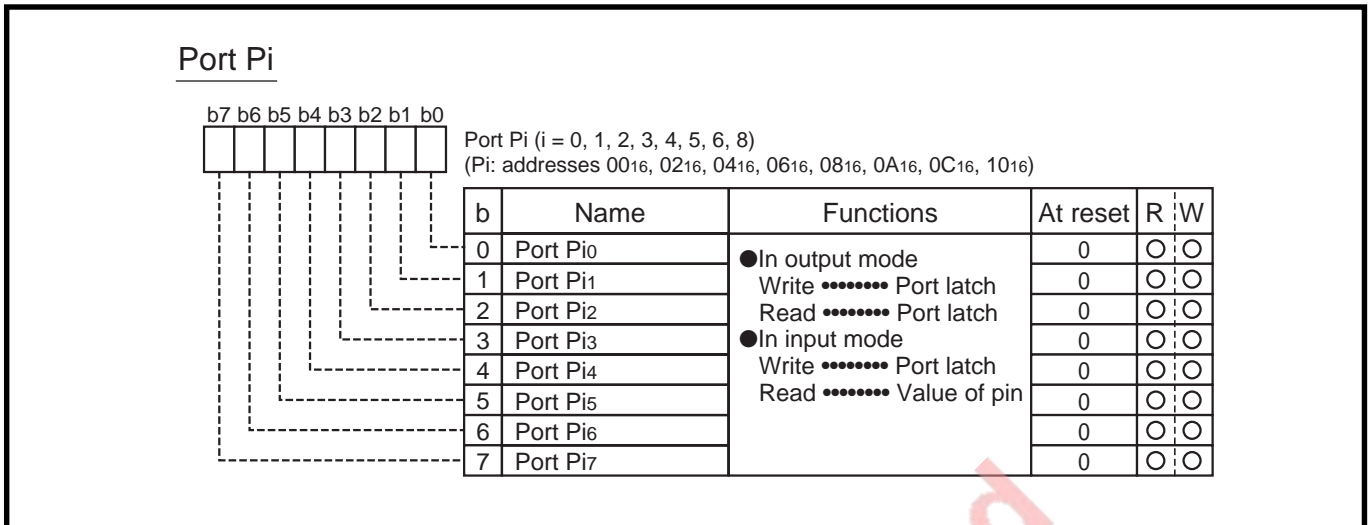 Port Pi
b7 b6 b5 b4 b3 b2 b1 b0
Port Pi (i = 0, 1, 2, 3, 4, 5, 6, 8)
(Pi: addresses 0016, 0216, 0416, 0616, 0816, 0A16, 0C16, 1016)
b Name Functions At reset R W
0 Port Pi0 ●In output mode 0 ○ ○
1 Port Pi1 Write •••••••• Port latch 0 ○ ○
2 Port Pi2 Read •••••••• Port latch 0 ○ ○
3 Port Pi3 ●In input mode 0 ○ ○
4 Port Pi4 Write •••••••• Port latch 0 ○ ○
5 Port Pi5 Read •••••••• Value of pin 0 ○ ○
6 Port Pi6 0 ○ ○
7 Port Pi7 0 ○ ○